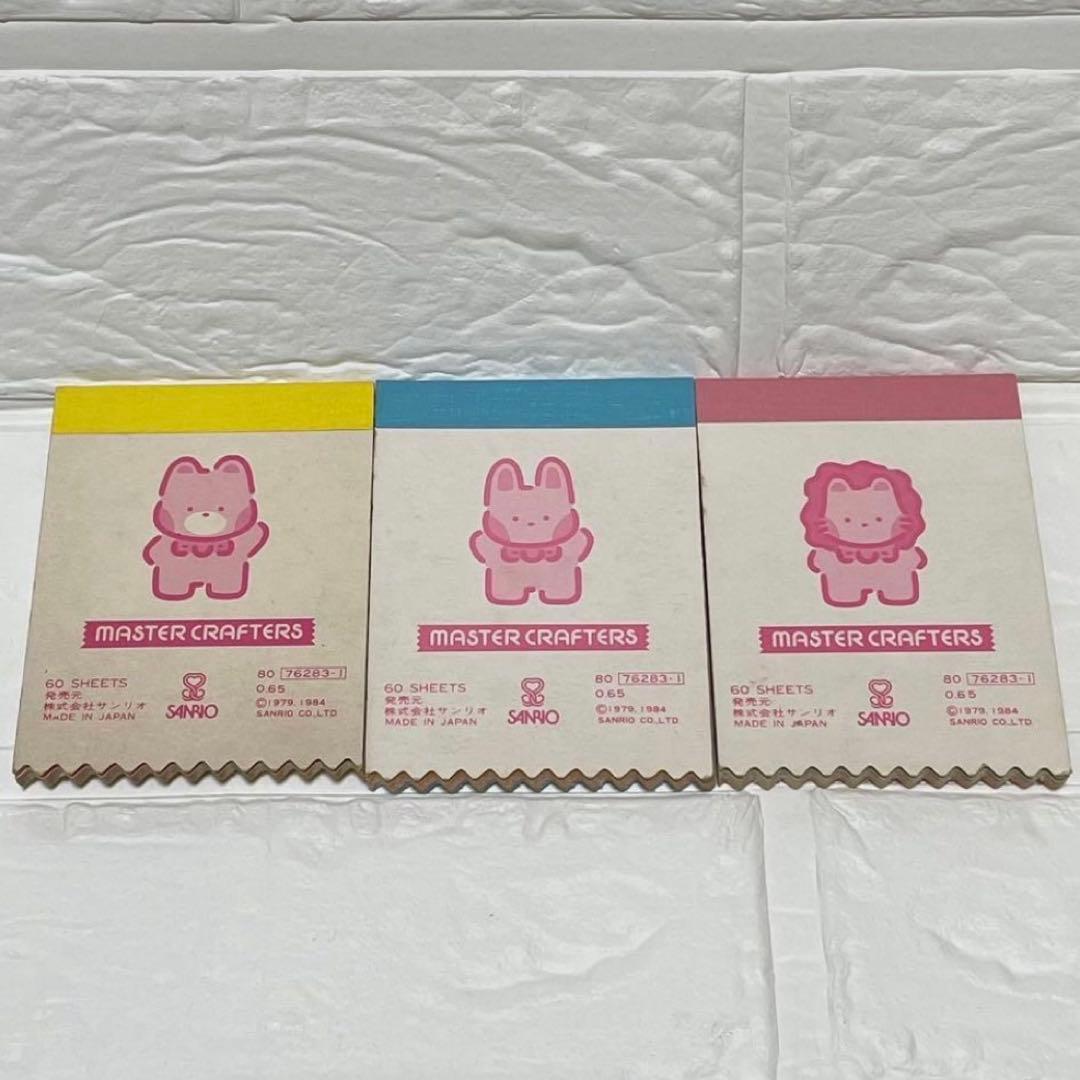 MASTER CRAFTERS
60 SHEETS
発売元
株式会社サンリオ
MADE IN JAPAN
SANRIO
80 76283-1
0.65
©1979, 1984
SANRIO CO., LTD
MASTER CRAFTERS
60 SHEETS
発売元
株式会社サンリオ
MADE IN JAPAN
SANRIO
80 76283-1
0.65
©1979, 1984
SANRIO CO., LTD
MASTER CRAFTERS
60 SHEETS
発売元
株式会社サンリオ
MADE IN JAPAN
SANRIO
80 76283-1
0.65
©1979, 1984
SANRIO CO., LTD